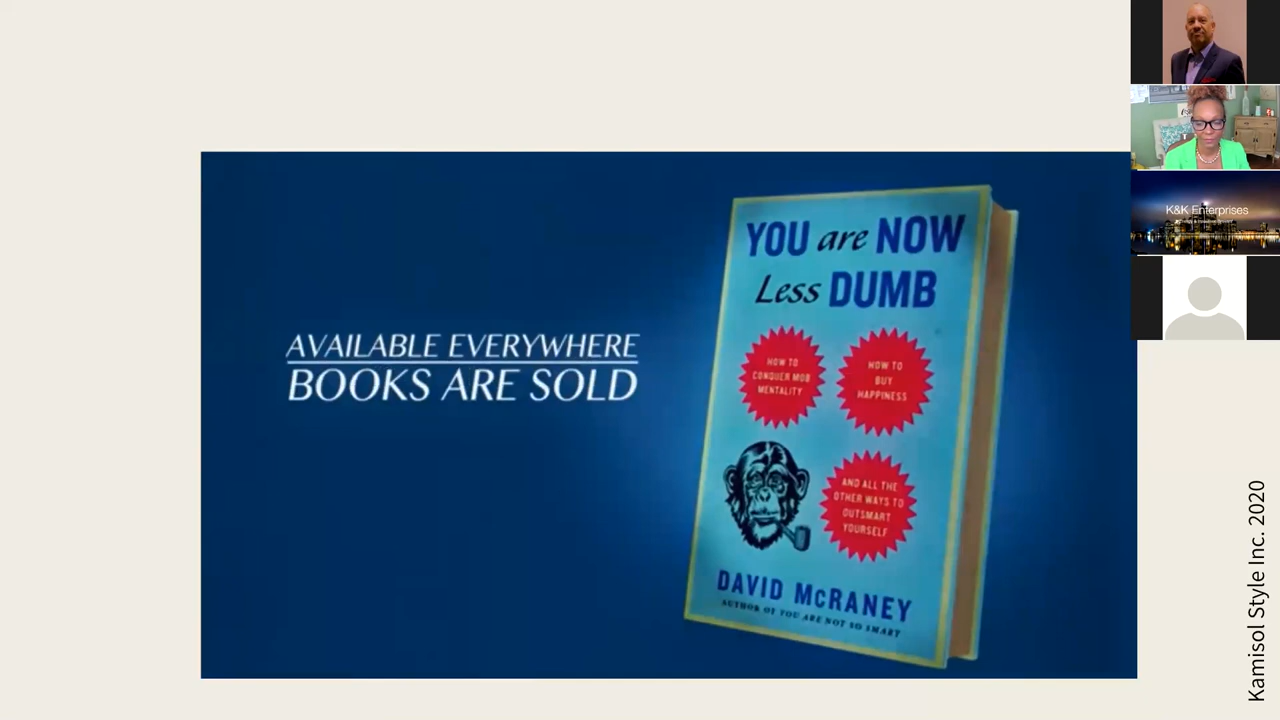 AVAILABLE EVERYWHERE
BOOKS ARE SOLD
YOU are NOW
Less DUMB
HOW TO
CONQUER MOB
MENTALITY
HOW TO
BUY
HAPPINESS
AND ALL THE
OTHER WAYS TO
OUTSMART
YOURSELF
DAVID McRANEY
AUTHOR OF YOU ARE NOT SO SMART
K&K Enterprises
Kamisol Style Inc. 2020